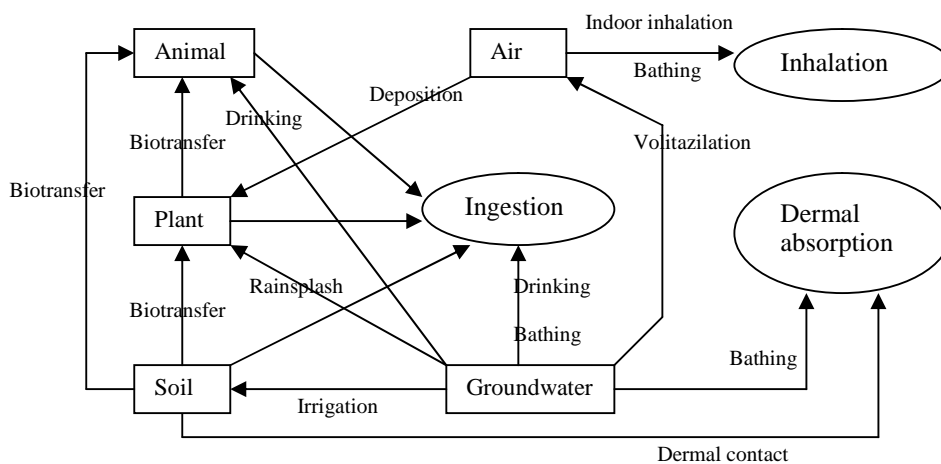 Indoor inhalation
Animal
Air
Inhalation
Bathing
Deposition
Drinking
Biotransfer
Volitazilation
Biotransfer
Plant
Ingestion
Dermal
absorption
Rainsplash
Drinking
Biotransfer
Bathing
Bathing
Soil
Groundwater
Irrigation
Dermal contact